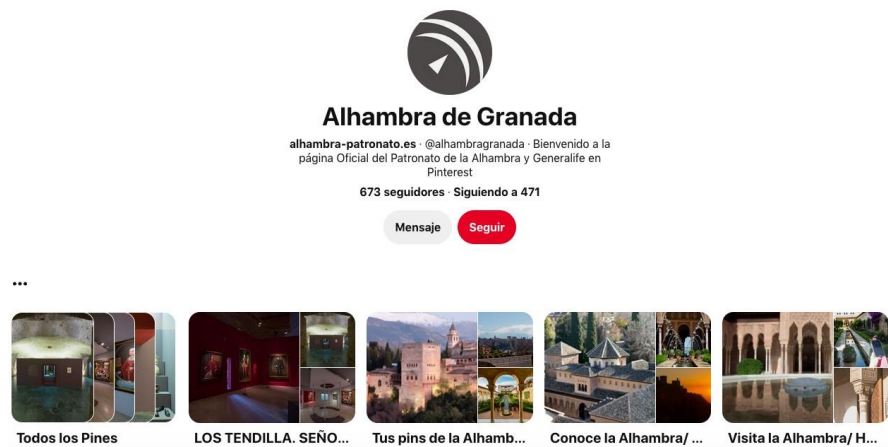 Alhambra de Granada
alhambra-patronato.es · @alhambragranada · Bienvenido a la
página Oficial del Patronato de la Alhambra y Generalife en
Pinterest
673 seguidores · Siguiendo a 471
Mensaje Seguir
...
Todos los Pines LOS TENDILLA. SEÑO... Tus pins de la Alhamb... Conoce la Alhambra/ ... Visita la Alhambra/ H...